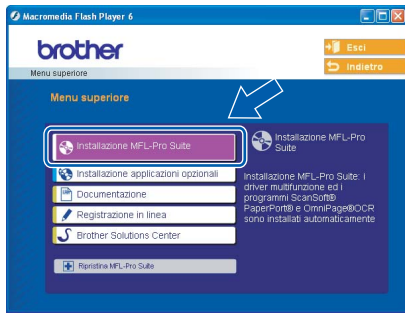 Macromedia Flash Player 6
brother
Esci
Indietro
Menu superiore
Menu superiore
Installazione MFL-Pro Suite
Installazione applicazioni opzionali
Documentazione
Registrazione in linea
Brother Solutions Center
Ripristina MFL-Pro Suite
Installazione MFL-Pro
Suite
Installazione MFL-Pro Suite: i
driver multifunzione ed i
programmi ScanSoft®
PaperPort® e OmniPage®OCR
sono installati automaticamente